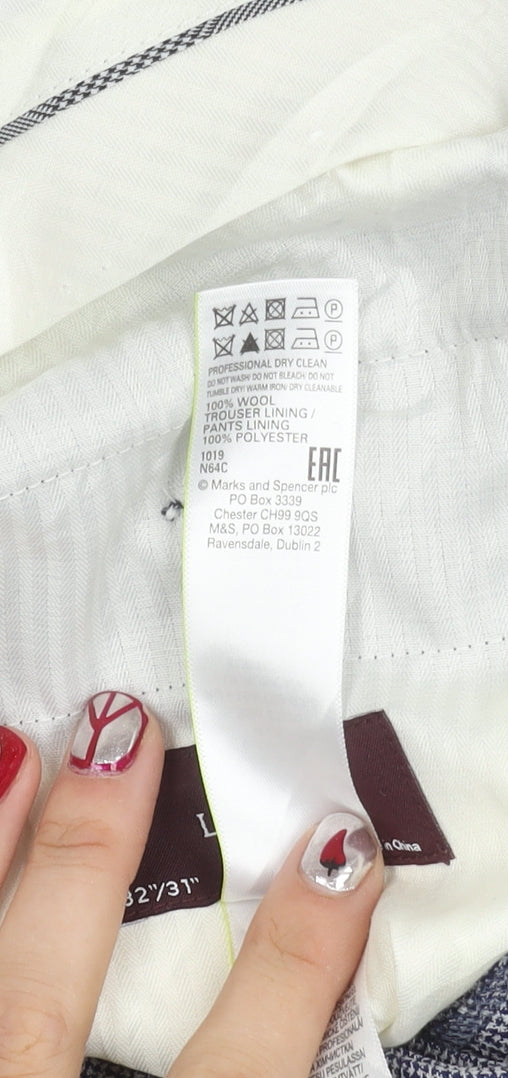 P
P
PROFESSIONAL DRY CLEAN
DO NOT WASH/ DO NOT BLEACH/ DO NOT
TUMBLE DRY/ WARM IRON/ DRY CLEANABLE
100% WOOL
TROUSER LINING /
PANTS LINING
100% POLYESTER
1019
N64C
EAC
© Marks and Spencer plc
PO Box 3339
Chester CH99 9QS
M&S, PO Box 13022
Ravensdale, Dublin 2
L
China
32"/31"